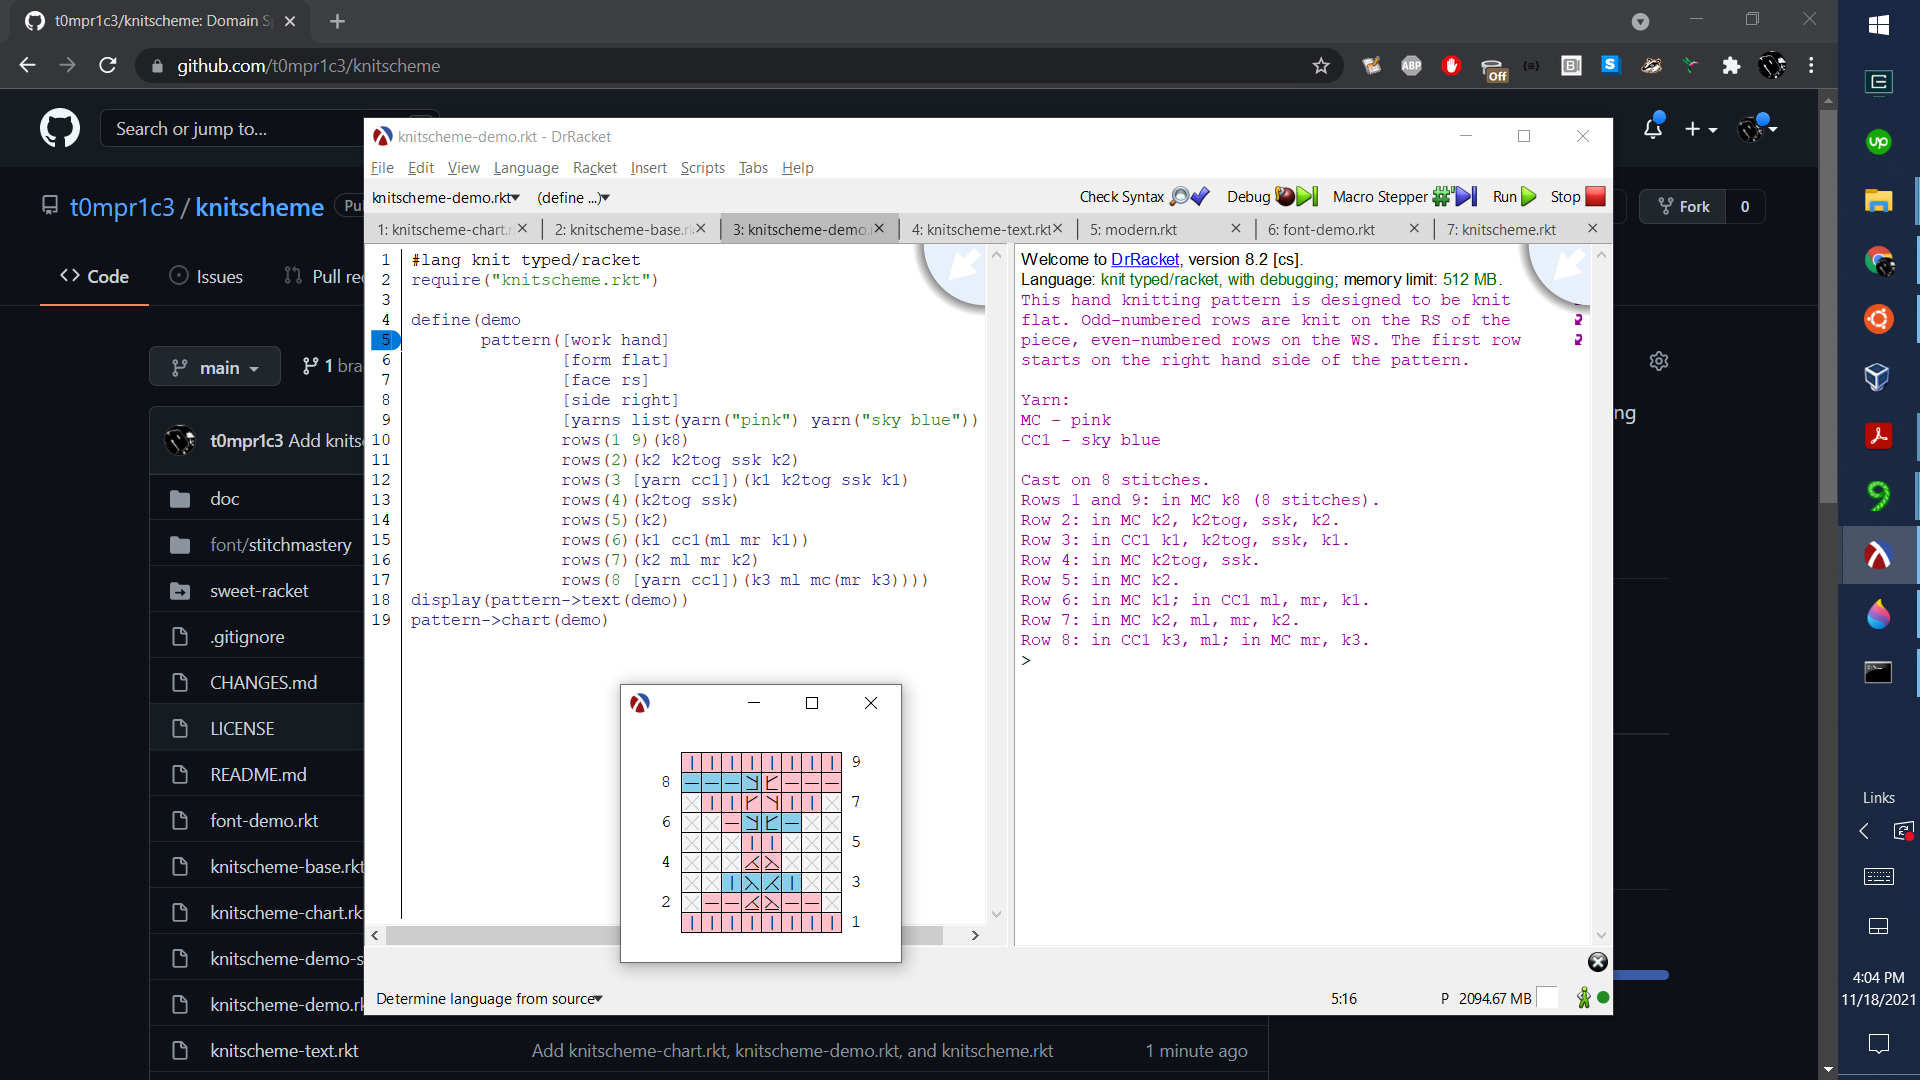 t0mpr1c3/knitscheme: Domain S
github.com/t0mpr1c3/knitscheme
ABP
Off
Search or jump to...
t0mpr1c3 / knitscheme
Pu
Fork 0
Code
Issues
Pull re
main
1 bra
ng
t0mpr1c3 Add knits
doc
font/stitchmastery
sweet-racket
.gitignore
CHANGES.md
LICENSE
README.md
font-demo.rkt
knitscheme-base.rkt
knitscheme-chart.rk
knitscheme-demo-s
knitscheme-demo.rk
knitscheme-text.rkt
Add knitscheme-chart.rkt, knitscheme-demo.rkt, and knitscheme.rkt
1 minute ago
knitscheme-demo.rkt - DrRacket
File Edit View Language Racket Insert Scripts Tabs Help
knitscheme-demo.rkt (define ...) Check Syntax Debug Macro Stepper Run Stop
1: knitscheme-chart.r 2: knitscheme-base.r 3: knitscheme-demo. 4: knitscheme-text.rkt 5: modern.rkt 6: font-demo.rkt 7: knitscheme.rkt
1 #lang knit typed/racket
2 require("knitscheme.rkt")
3
4 define(demo
5 pattern([work hand]
6 [form flat]
7 [face rs]
8 [side right]
9 [yarns list(yarn("pink") yarn("sky blue"))
10 rows(1 9)(k8)
11 rows(2)(k2 k2tog ssk k2)
12 rows(3 [yarn cc1])(k1 k2tog ssk k1)
13 rows(4)(k2tog ssk)
14 rows(5)(k2)
15 rows(6)(k1 cc1(ml mr k1))
16 rows(7)(k2 ml mr k2)
17 rows(8 [yarn cc1])(k3 ml mc(mr k3))))
18 display(pattern->text(demo))
19 pattern->chart(demo)
Welcome to DrRacket, version 8.2 [cs].
Language: knit typed/racket, with debugging; memory limit: 512 MB.
This hand knitting pattern is designed to be knit
flat. Odd-numbered rows are knit on the RS of the
piece, even-numbered rows on the WS. The first row
starts on the right hand side of the pattern.
Yarn:
MC - pink
CC1 - sky blue
Cast on 8 stitches.
Rows 1 and 9: in MC k8 (8 stitches).
Row 2: in MC k2, k2tog, ssk, k2.
Row 3: in CC1 k1, k2tog, ssk, k1.
Row 4: in MC k2tog, ssk.
Row 5: in MC k2.
Row 6: in MC k1; in CC1 ml, mr, k1.
Row 7: in MC k2, ml, mr, k2.
Row 8: in CC1 k3, ml; in MC mr, k3.
>
9
8
7
6
5
4
3
2
1
Determine language from source
5:16
P 2094.67 MB
up
Links
4:04 PM
11/18/2021